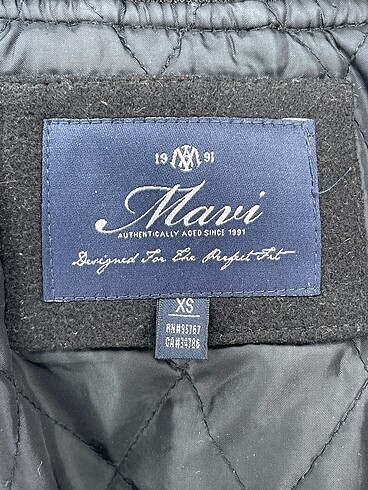 19 M 91
Mavi
AUTHENTICALLY AGED SINCE 1991
Designed For The Perfect Fit
XS
RN#95767
CA#34786